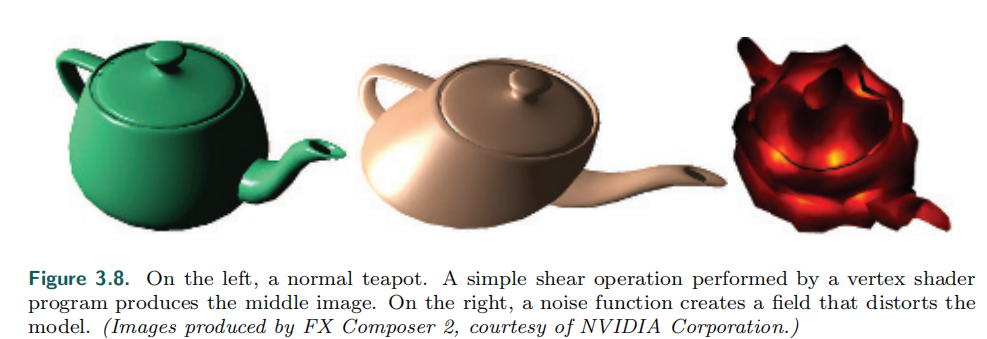 Figure 3.8. On the left, a normal teapot. A simple shear operation performed by a vertex shader
program produces the middle image. On the right, a noise function creates a field that distorts the
model. (Images produced by FX Composer 2, courtesy of NVIDIA Corporation.)